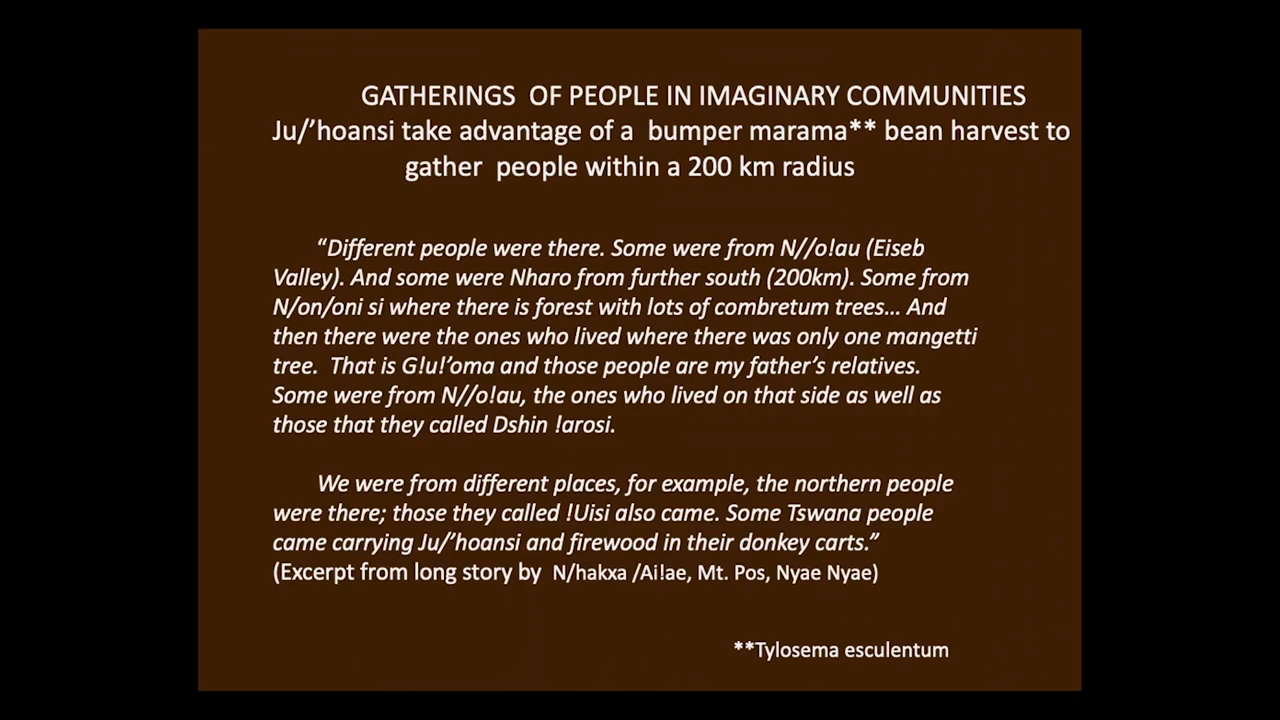 GATHERINGS  OF PEOPLE IN IMAGINARY COMMUNITIES
Ju/’hoansi take advantage of a  bumper marama** bean harvest to
gather  people within a 200 km radius
“Different people were there. Some were from N//o!au (Eiseb
Valley). And some were Nharo from further south (200km). Some from
N/on/oni si where there is forest with lots of combretum trees... And
then there were the ones who lived where there was only one mangetti
tree.  That is G!u!’oma and those people are my father’s relatives.
Some were from N//o!au, the ones who lived on that side as well as
those that they called Dshin !arosi.
We were from different places, for example, the northern people
were there; those they called !Uisi also came. Some Tswana people
came carrying Ju/’hoansi and firewood in their donkey carts.”
(Excerpt from long story by  N/hakxa /Ai!ae, Mt. Pos, Nyae Nyae)
**Tylosema esculentum